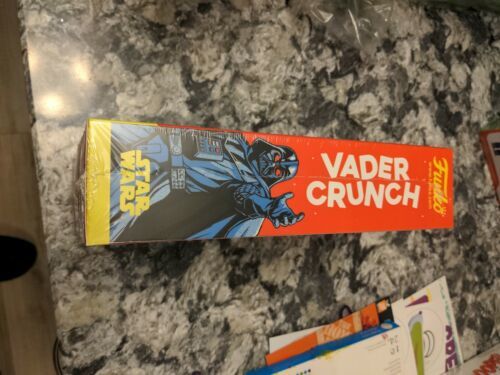 STAR
WARS
VADER
CRUNCH
Funko